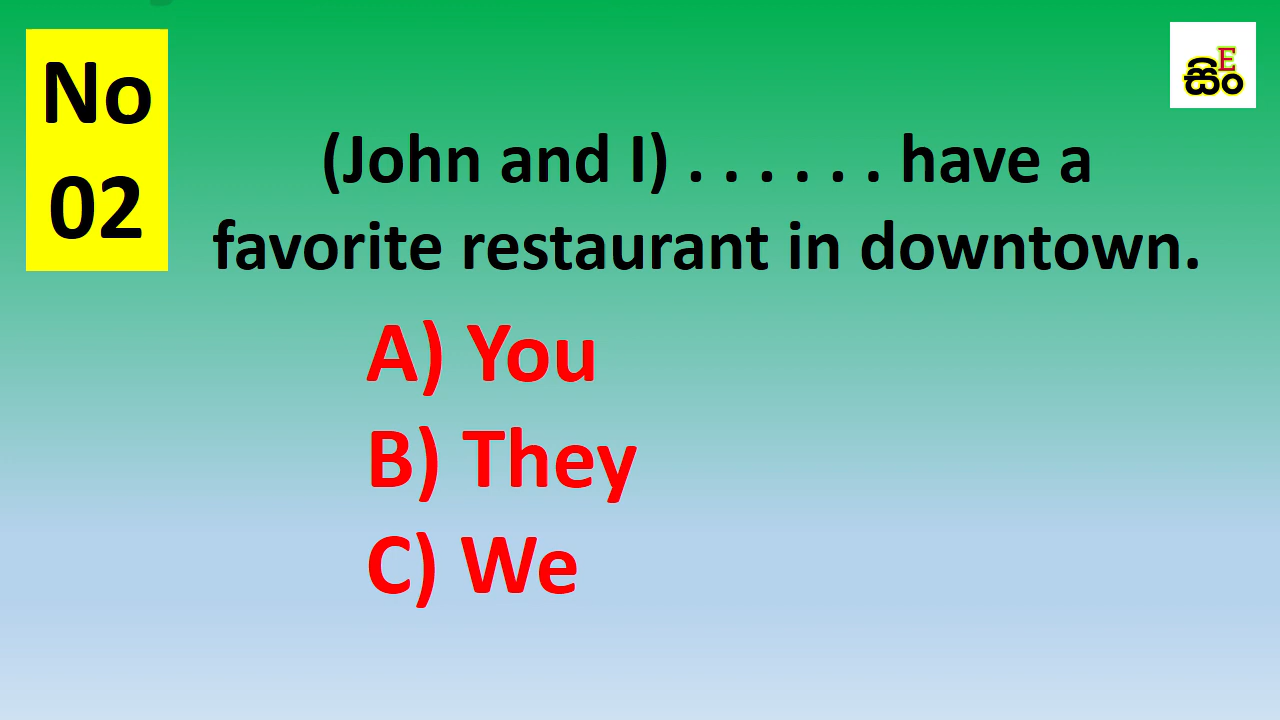 No
02
(John and I) . . . . . . have a
favorite restaurant in downtown.
A) You
B) They
C) We
සිං
E